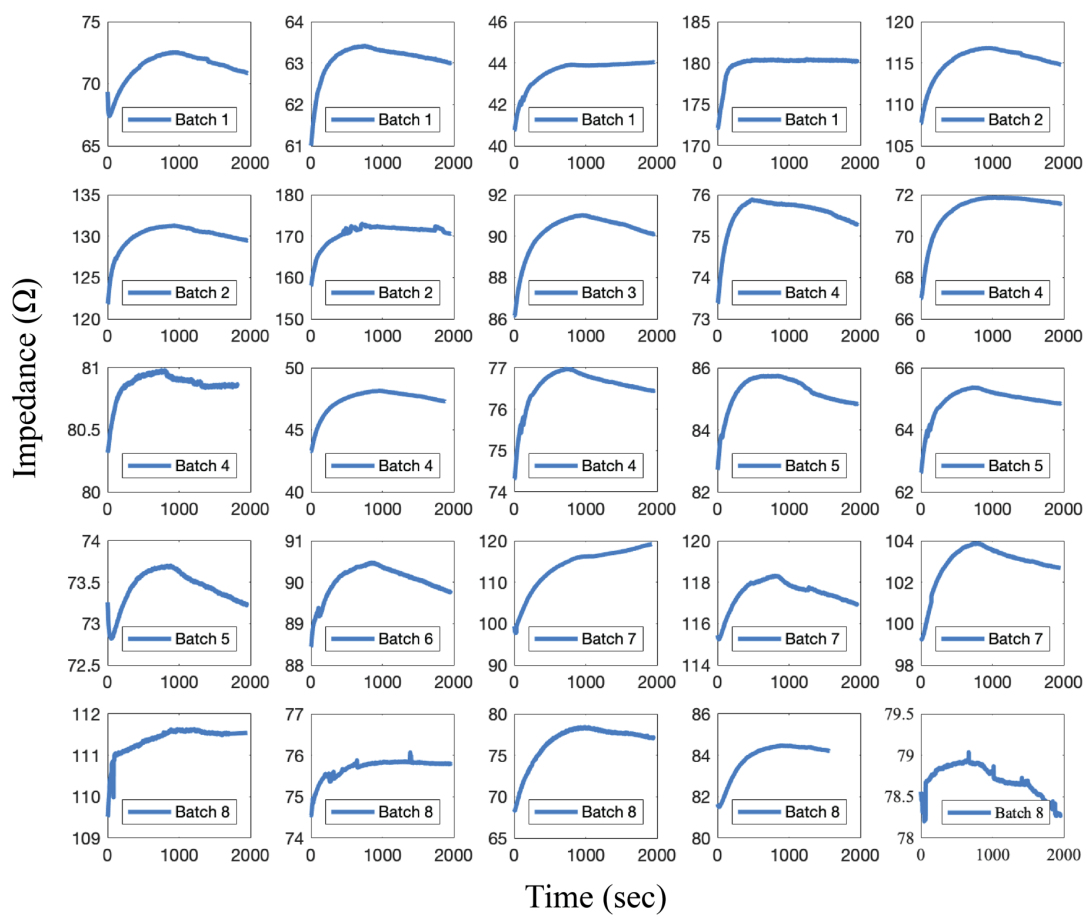 Impedance (Ω)
75
70
65
Batch 1
0 1000 2000
64
63
62
61
Batch 1
0 1000 2000
46
44
42
40
Batch 1
0 1000 2000
185
180
175
170
Batch 1
0 1000 2000
120
115
110
105
Batch 2
0 1000 2000
135
130
125
120
Batch 2
0 1000 2000
180
170
160
150
Batch 2
0 1000 2000
92
90
88
86
Batch 3
0 1000 2000
76
75
74
73
Batch 4
0 1000 2000
72
70
68
66
Batch 4
0 1000 2000
81
80.5
80
Batch 4
0 1000 2000
50
45
40
Batch 4
0 1000 2000
77
76
75
74
Batch 4
0 1000 2000
86
84
82
Batch 5
0 1000 2000
66
64
62
Batch 5
0 1000 2000
74
73.5
73
72.5
Batch 5
0 1000 2000
91
90
89
88
Batch 6
0 1000 2000
120
110
100
90
Batch 7
0 1000 2000
120
118
116
114
Batch 7
0 1000 2000
104
102
100
98
Batch 7
0 1000 2000
112
111
110
109
Batch 8
0 1000 2000
77
76
75
74
Batch 8
0 1000 2000
80
75
70
65
Batch 8
0 1000 2000
86
84
82
80
Batch 8
0 1000 2000
79.5
79
78.5
78
Batch 8
0 1000 2000
Time (sec)